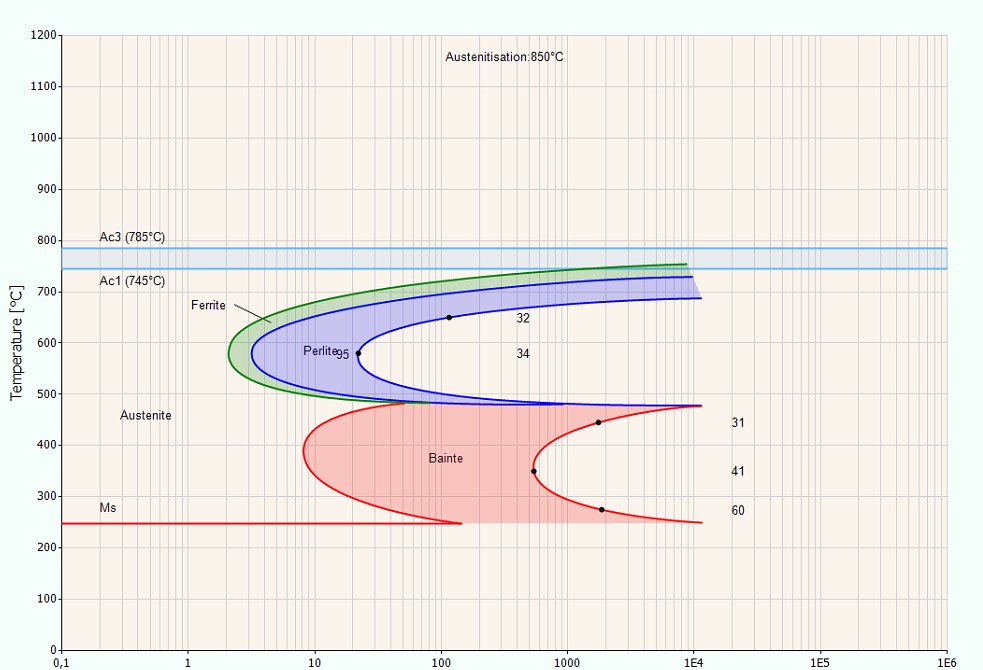 1200
Austenitisation:850°C
1100
1000
900
800
Ac3 (785°C)
Ac1 (745°C)
700
Ferrite
32
600
Perlite
95
34
500
Austenite
31
400
Bainte
41
300
Ms
60
200
100
0
Temperature [°C]
0,1 1 10 100 1000 1E4 1E5 1E6